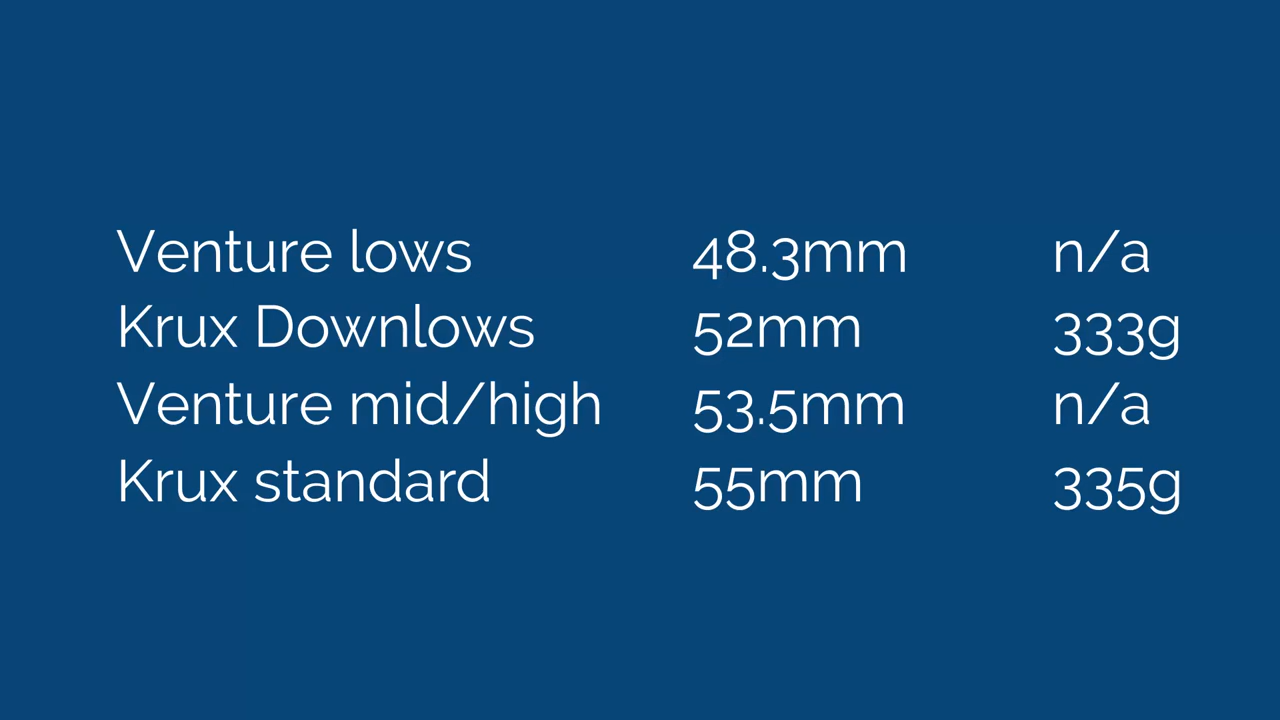 Venture lows 48.3mm n/a
Krux Downlows 52mm 333g
Venture mid/high 53.5mm n/a
Krux standard 55mm 335g